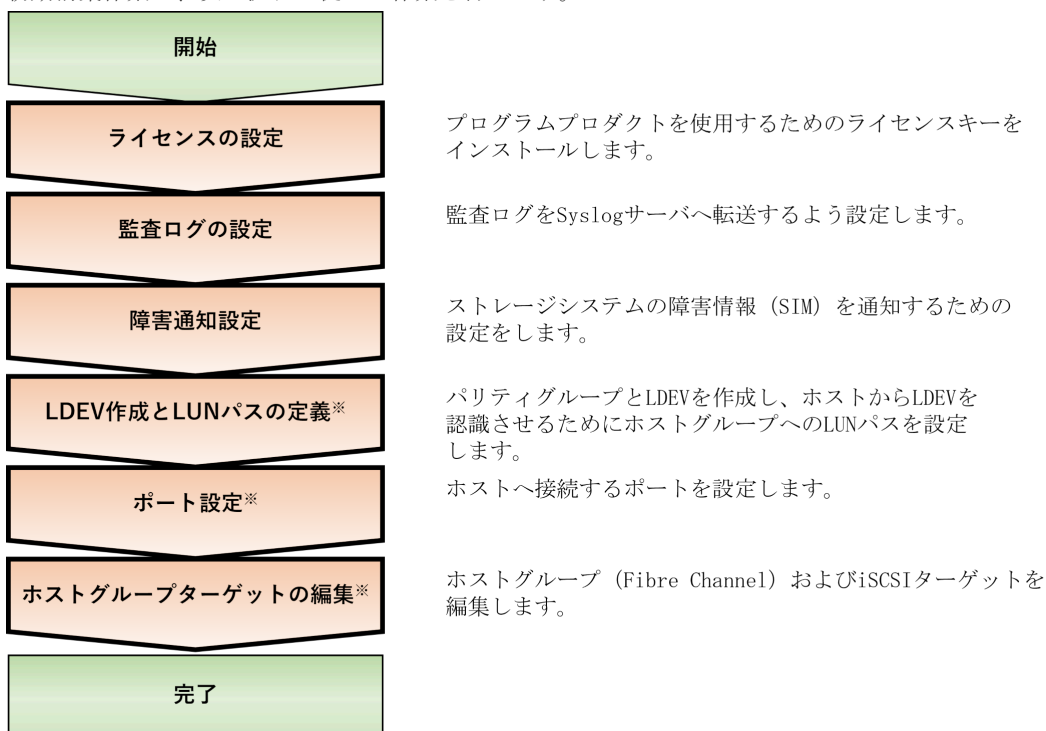 開始
ライセンスの設定
プログラムプロダクトを使用するためのライセンスキーを
インストールします。
監査ログの設定
監査ログをSyslogサーバへ転送するよう設定します。
障害通知設定
ストレージシステムの障害情報（SIM）を通知するための
設定をします。
LDEV作成とLUNパスの定義※
パリティグループとLDEVを作成し、ホストからLDEVを
認識させるためにホストグループへのLUNパスを設定
します。
ポート設定※
ホストへ接続するポートを設定します。
ホストグループターゲットの編集※
ホストグループ（Fibre Channel）およびiSCSIターゲットを
編集します。
完了